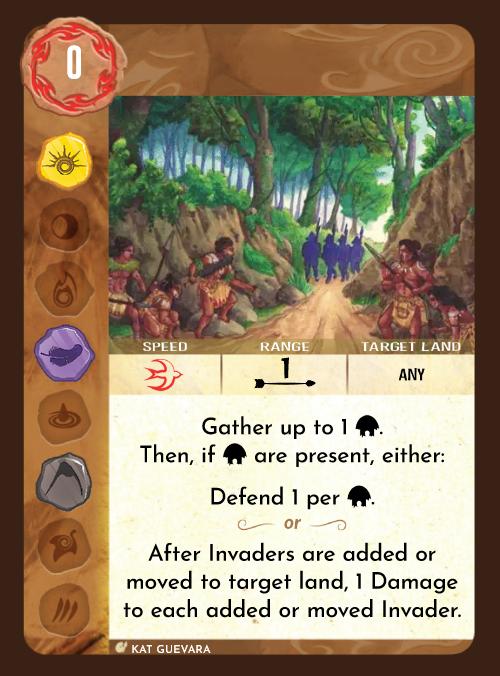 0
SPEED RANGE TARGET LAND
1 ANY
Gather up to 1 .
Then, if are present, either:
Defend 1 per .
or
After Invaders are added or
moved to target land, 1 Damage
to each added or moved Invader.
KAT GUEVARA